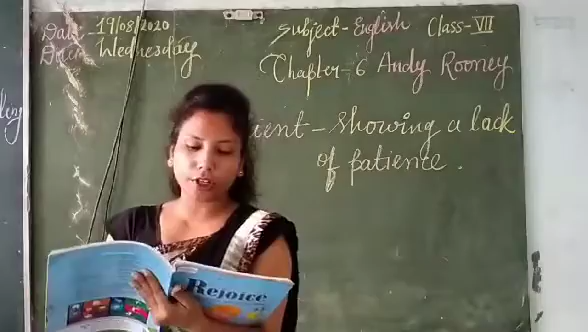 Date - 19/08/2020
Day - Wednesday
Subject - English Class - VII
Chapter - 6 Andy Rooney
ient - showing a lack
of patience.
Rejoice